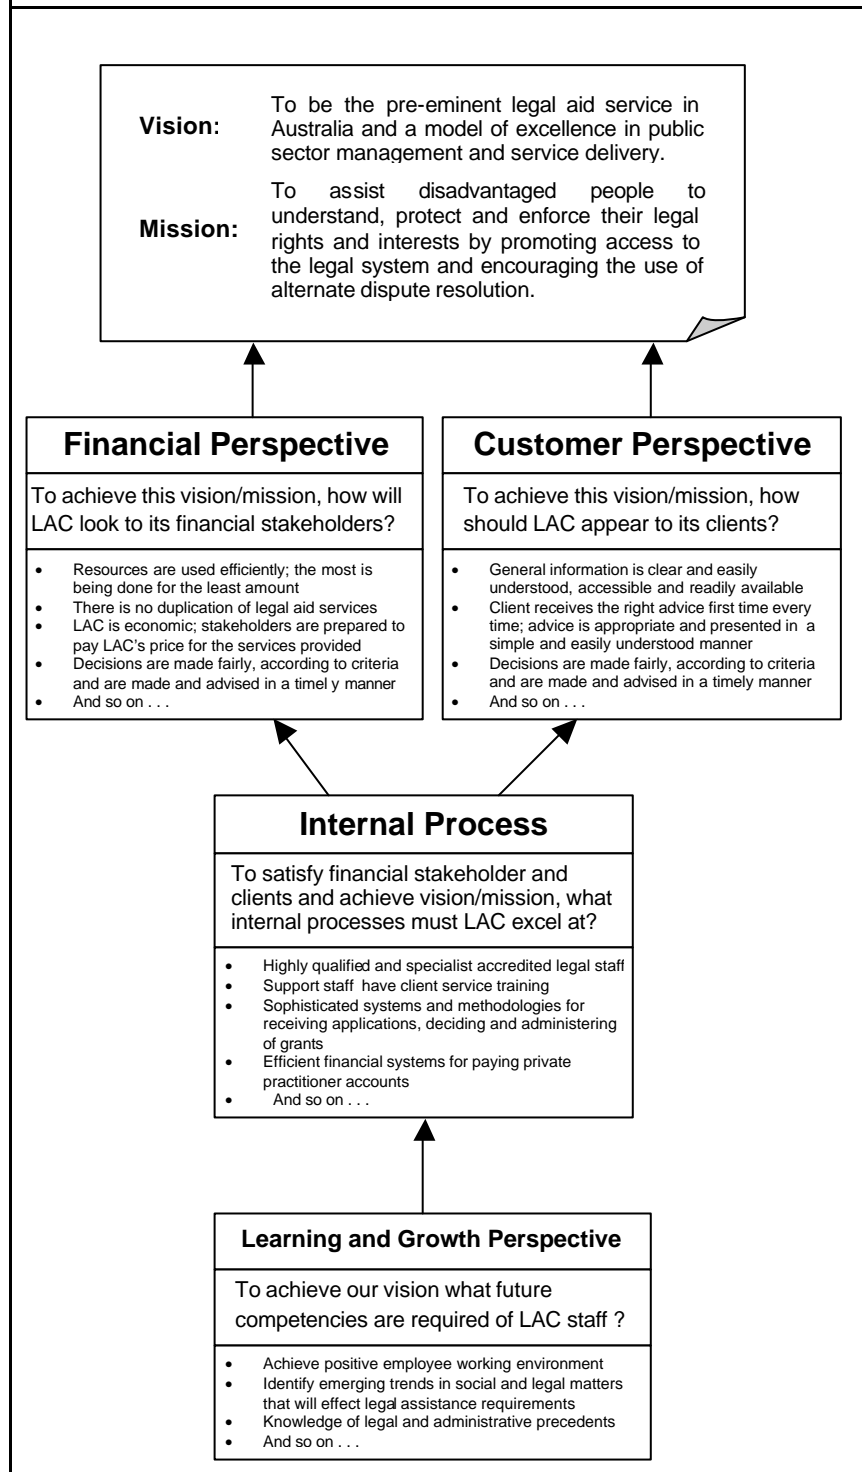 Vision:
To be the pre-eminent legal aid service in
Australia and a model of excellence in public
sector management and service delivery.
Mission:
To assist disadvantaged people to
understand, protect and enforce their legal
rights and interests by promoting access to
the legal system and encouraging the use of
alternate dispute resolution.
Financial Perspective
To achieve this vision/mission, how will
LAC look to its financial stakeholders?
• Resources are used efficiently; the most is
being done for the least amount
• There is no duplication of legal aid services
• LAC is economic; stakeholders are prepared to
pay LAC's price for the services provided
• Decisions are made fairly, according to criteria
and are made and advised in a timel y manner
• And so on . . .
Customer Perspective
To achieve this vision/mission, how
should LAC appear to its clients?
• General information is clear and easily
understood, accessible and readily available
• Client receives the right advice first time every
time; advice is appropriate and presented in a
simple and easily understood manner
• Decisions are made fairly, according to criteria
and are made and advised in a timely manner
• And so on . . .
Internal Process
To satisfy financial stakeholder and
clients and achieve vision/mission, what
internal processes must LAC excel at?
• Highly qualified and specialist accredited legal staff
• Support staff have client service training
• Sophisticated systems and methodologies for
receiving applications, deciding and administering
of grants
• Efficient financial systems for paying private
practitioner accounts
• And so on . . .
Learning and Growth Perspective
To achieve our vision what future
competencies are required of LAC staff ?
• Achieve positive employee working environment
• Identify emerging trends in social and legal matters
that will effect legal assistance requirements
• Knowledge of legal and administrative precedents
• And so on . . .